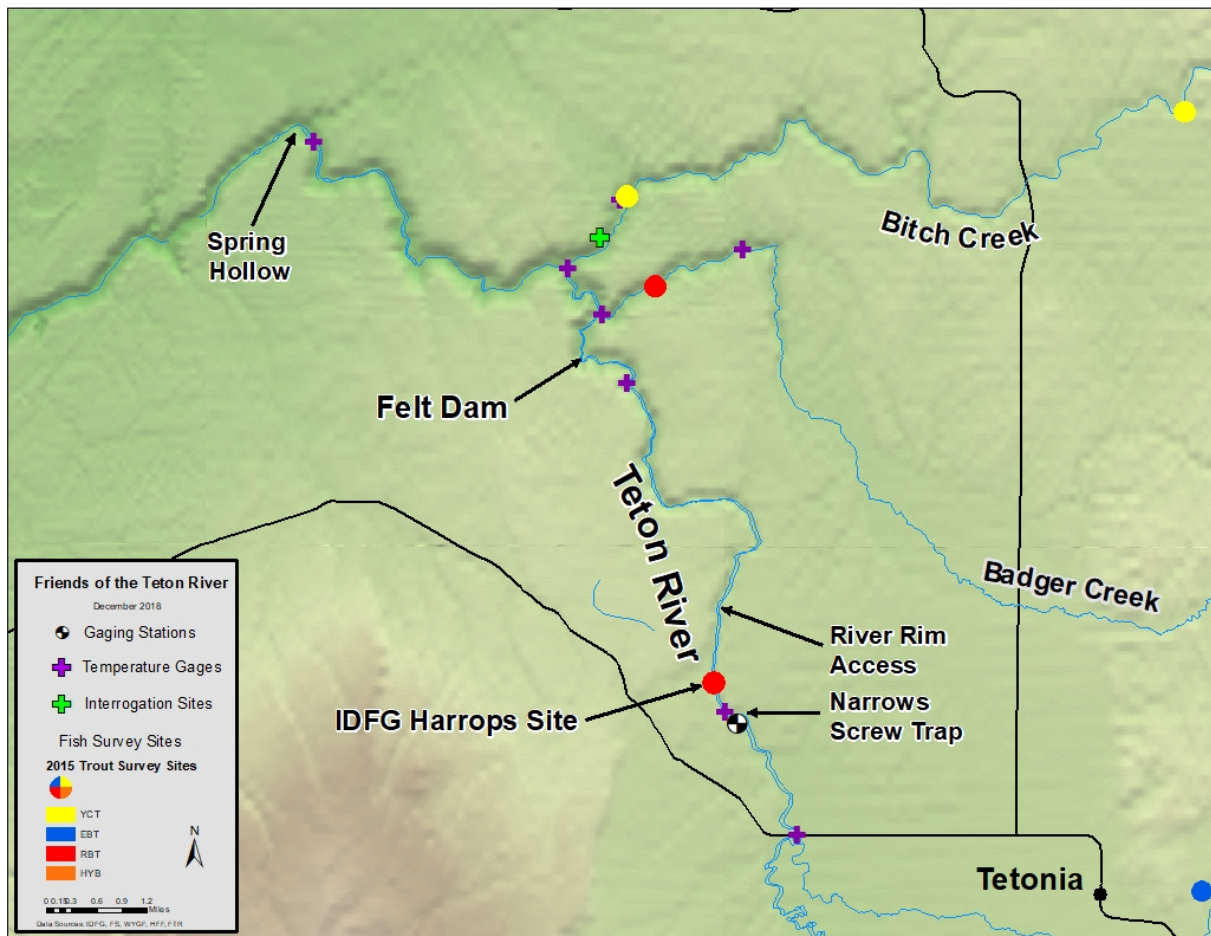 Spring
Hollow
Bitch Creek
Felt Dam
Teton River
Badger Creek
River Rim
Access
IDFG Harrops Site
Narrows
Screw Trap
Tetonia
Friends of the Teton River
December 2018
Gaging Stations
Temperature Gages
Interrogation Sites
Fish Survey Sites
2015 Trout Survey Sites
YCT
EBT
RBT
HYB
N
0 0.15 0.3 0.6 0.9 1.2
Miles
Data Sources: IDFG, FS, WYGF, HFF, FTR